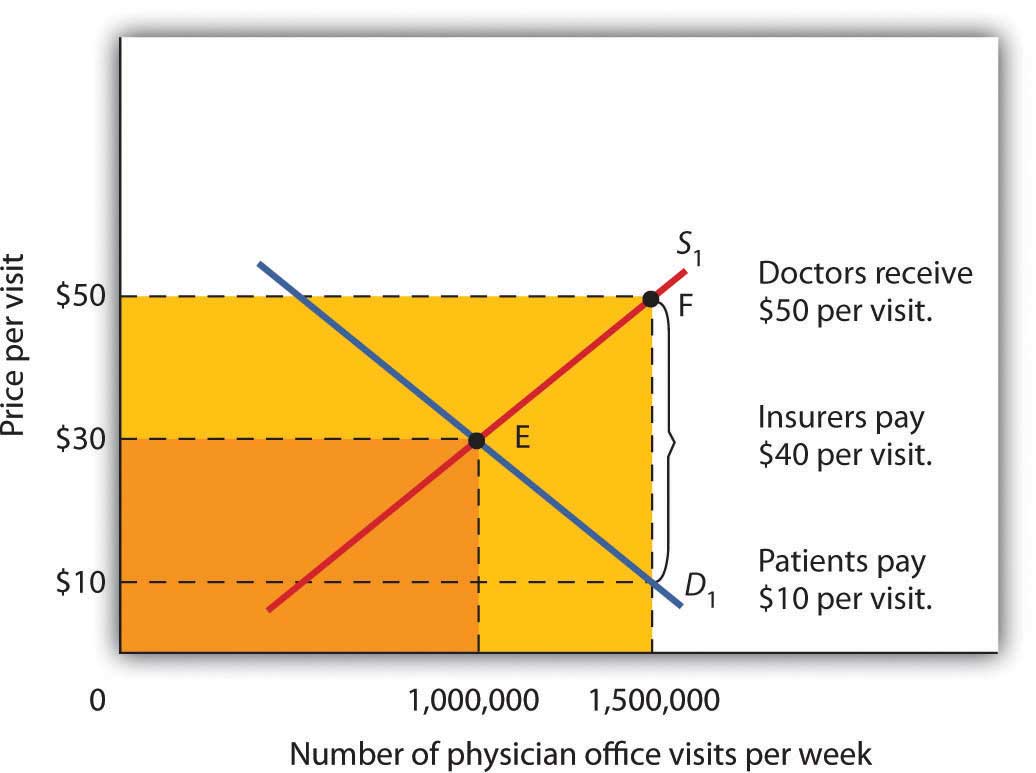 Price per visit
$50
$30
$10
0
1,000,000
1,500,000
Number of physician office visits per week
S1
F
E
D1
Doctors receive
$50 per visit.
Insurers pay
$40 per visit.
Patients pay
$10 per visit.